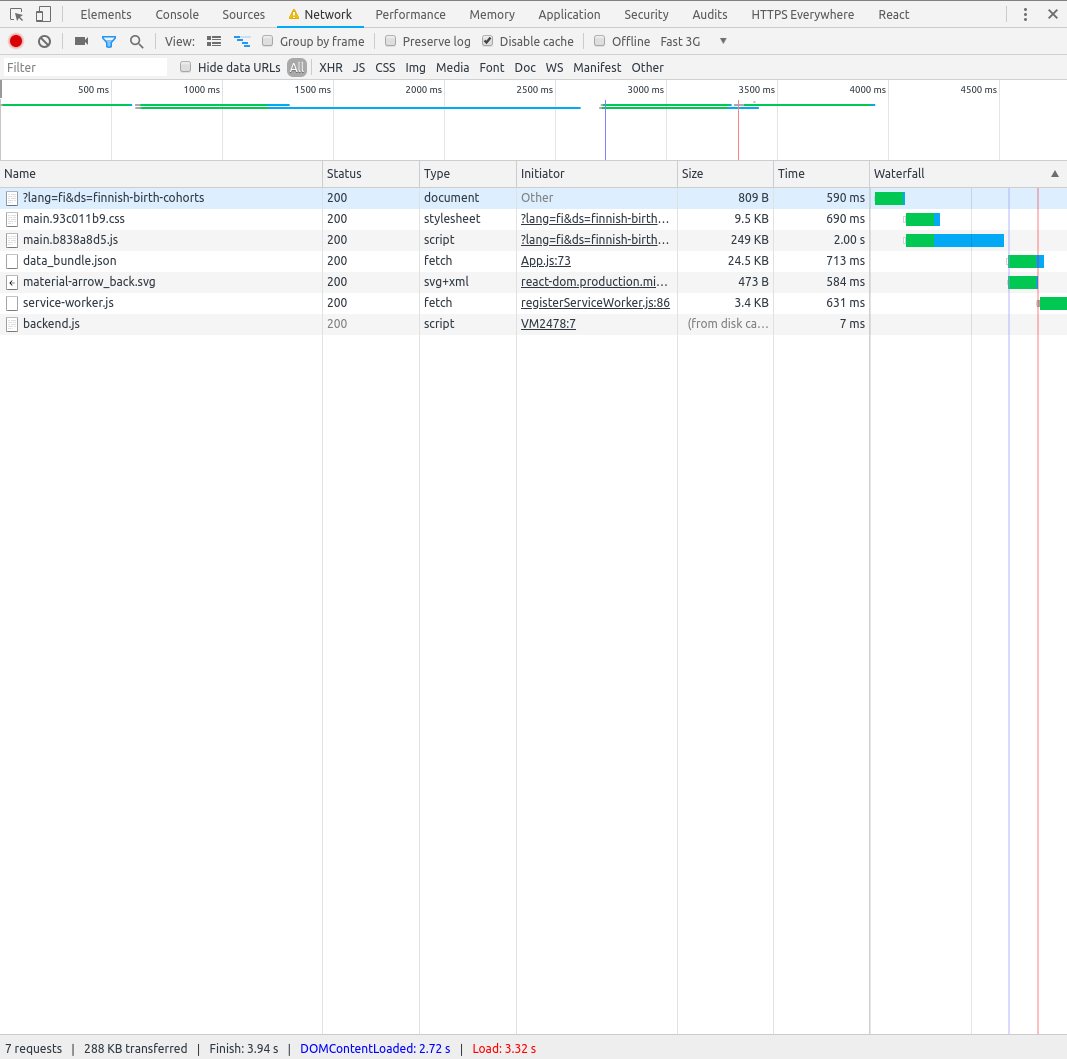 Elements Console Sources Network Performance Memory Application Security Audits HTTPS Everywhere React
View: Group by frame Preserve log Disable cache Offline Fast 3G ▼
Filter Hide data URLs All XHR JS CSS Img Media Font Doc WS Manifest Other
500 ms 1000 ms 1500 ms 2000 ms 2500 ms 3000 ms 3500 ms 4000 ms 4500 ms
Name Status Type Initiator Size Time Waterfall ▲
?lang=fi&ds=finnish-birth-cohorts 200 document Other 809 B 590 ms
main.93c011b9.css 200 stylesheet ?lang=fi&ds=finnish-birth... 9.5 KB 690 ms
main.b838a8d5.js 200 script ?lang=fi&ds=finnish-birth... 249 KB 2.00 s
data_bundle.json 200 fetch App.js:73 24.5 KB 713 ms
material-arrow_back.svg 200 svg+xml react-dom.production.mi... 473 B 584 ms
service-worker.js 200 fetch registerServiceWorker.js:86 3.4 KB 631 ms
backend.js 200 script VM2478:7 (from disk ca... 7 ms
7 requests | 288 KB transferred | Finish: 3.94 s | DOMContentLoaded: 2.72 s | Load: 3.32 s